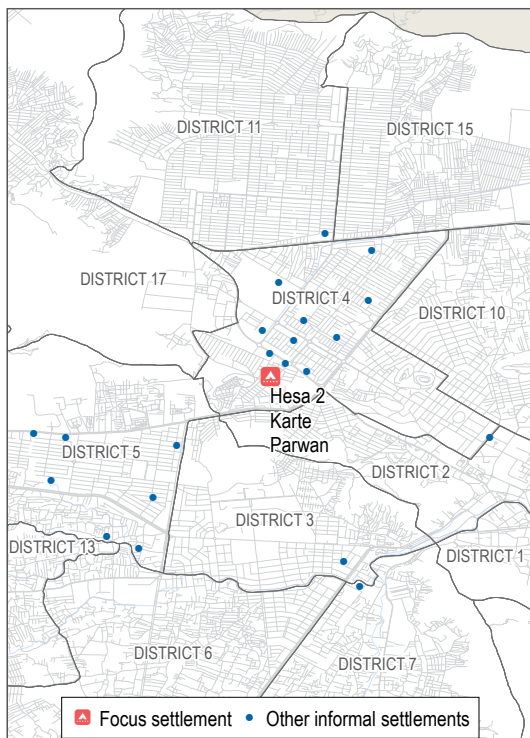 DISTRICT 11
DISTRICT 15
DISTRICT 17
DISTRICT 4
DISTRICT 10
Hesa 2
Karte
Parwan
DISTRICT 5
DISTRICT 2
DISTRICT 3
DISTRICT 13
DISTRICT 1
DISTRICT 6
DISTRICT 7
Focus settlement
Other informal settlements